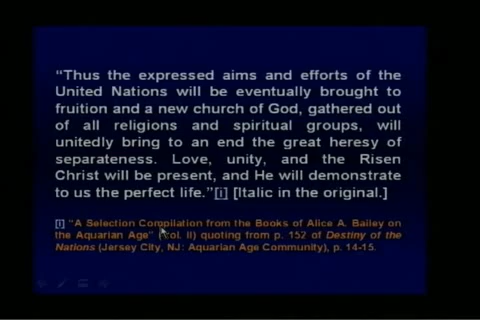 “Thus the expressed aims and efforts of the
United Nations will be eventually brought to
fruition and a new church of God, gathered out
of all religions and spiritual groups, will
unitedly bring to an end the great heresy of
separateness. Love, unity, and the Risen
Christ will be present, and He will demonstrate
to us the perfect life.”[i] [Italic in the original.]
[i] “A Selection Compilation from the Books of Alice A. Bailey on
the Aquarian Age” (Vol. II) quoting from p. 152 of Destiny of the
Nations (Jersey City, NJ: Aquarian Age Community), p. 14-15.